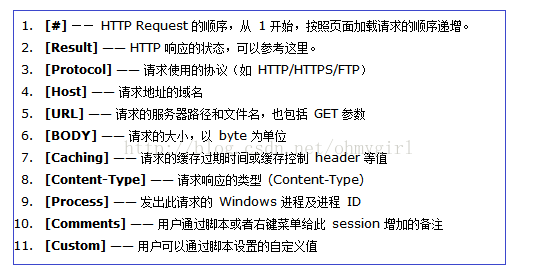 1. [#] —— HTTP Request 的顺序，从 1 开始，按照页面加载请求的顺序递增。
2. [Result] —— HTTP 响应的状态，可以参考这里。
3. [Protocol] —— 请求使用的协议（如 HTTP/HTTPS/FTP）
4. [Host] —— 请求地址的域名
5. [URL] —— 请求的服务器路径和文件名，也包括 GET 参数
6. [BODY] —— 请求的大小，以 byte 为单位
http://blog.csdn.net/ohmygirl
7. [Caching] —— 请求的缓存过期时间或缓存控制 header 等值
8. [Content-Type] —— 请求响应的类型 (Content-Type)
9. [Process] —— 发出此请求的 Windows 进程及进程 ID
10. [Comments] —— 用户通过脚本或者右键菜单给此 session 增加的备注
11. [Custom] —— 用户可以通过脚本设置的自定义值